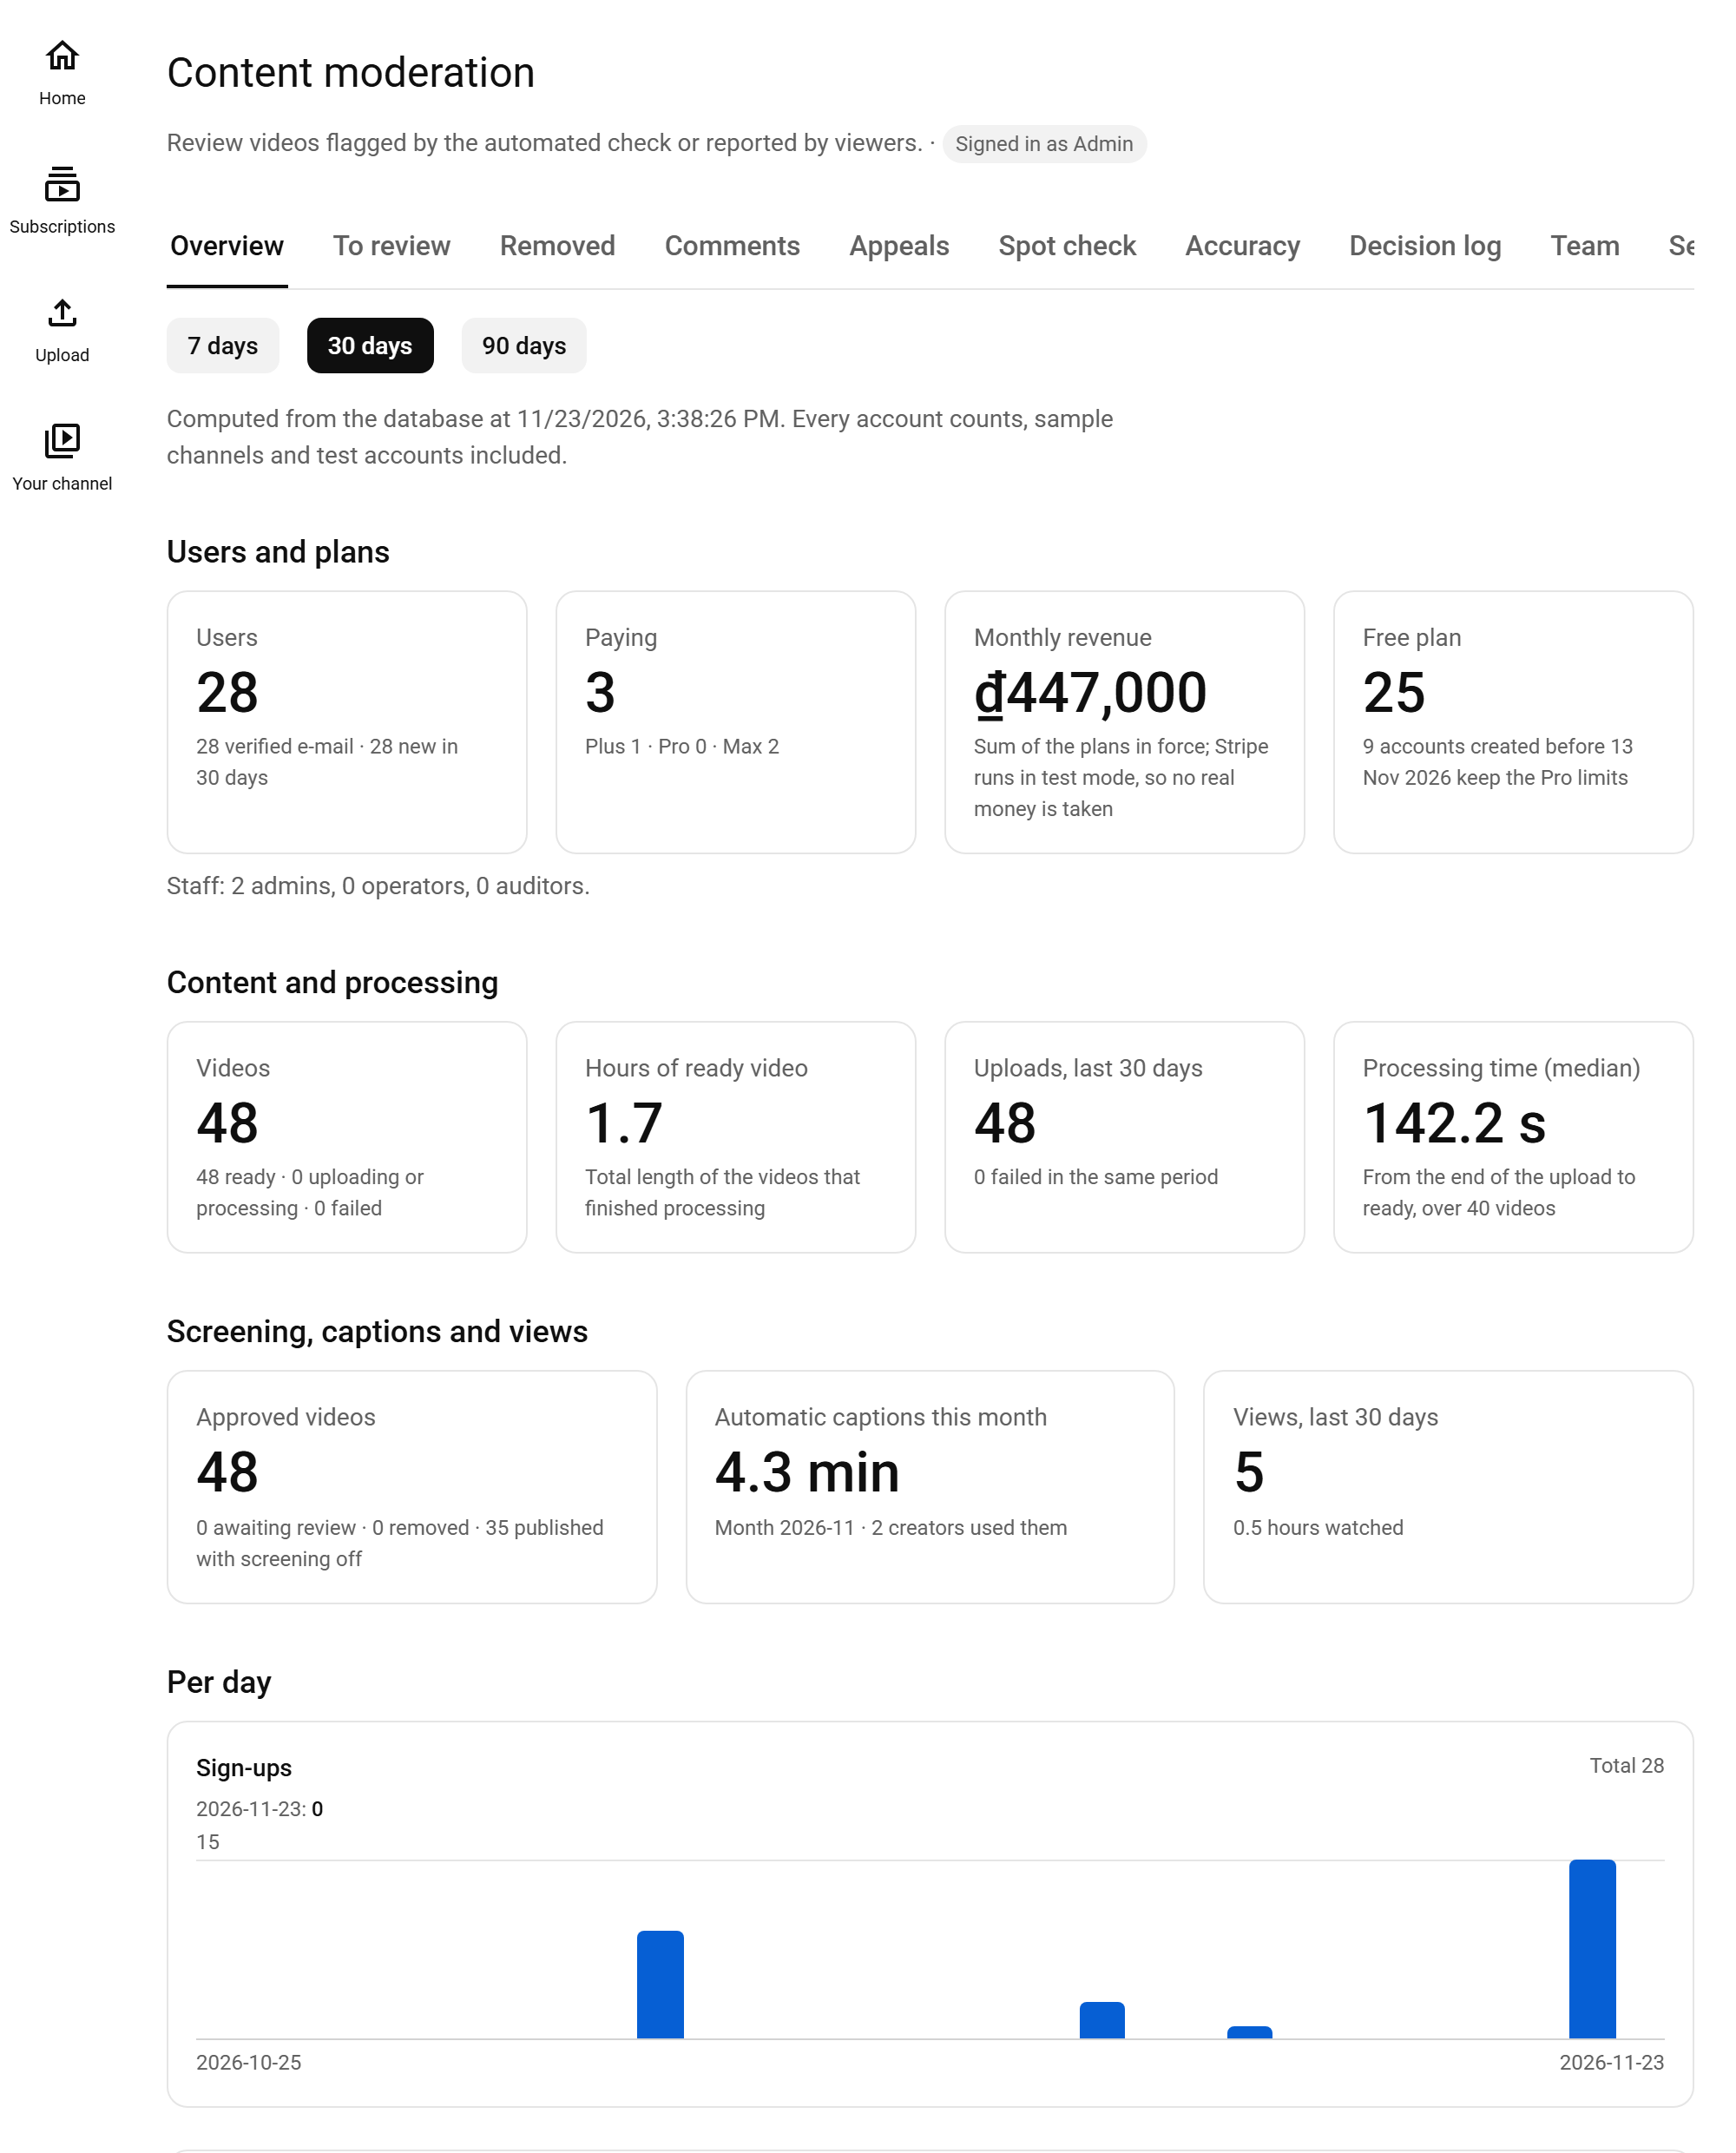 Home
Subscriptions
Upload
Your channel
Content moderation
Review videos flagged by the automated check or reported by viewers. · Signed in as Admin
Overview To review Removed Comments Appeals Spot check Accuracy Decision log Team Se
7 days 30 days 90 days
Computed from the database at 11/23/2026, 3:38:26 PM. Every account counts, sample
channels and test accounts included.
Users and plans
Users
28
28 verified e-mail · 28 new in
30 days
Paying
3
Plus 1 · Pro 0 · Max 2
Monthly revenue
₫447,000
Sum of the plans in force; Stripe
runs in test mode, so no real
money is taken
Free plan
25
9 accounts created before 13
Nov 2026 keep the Pro limits
Staff: 2 admins, 0 operators, 0 auditors.
Content and processing
Videos
48
48 ready · 0 uploading or
processing · 0 failed
Hours of ready video
1.7
Total length of the videos that
finished processing
Uploads, last 30 days
48
0 failed in the same period
Processing time (median)
142.2 s
From the end of the upload to
ready, over 40 videos
Screening, captions and views
Approved videos
48
0 awaiting review · 0 removed · 35 published
with screening off
Automatic captions this month
4.3 min
Month 2026-11 · 2 creators used them
Views, last 30 days
5
0.5 hours watched
Per day
Sign-ups
Total 28
2026-11-23: 0
15
2026-10-25
2026-11-23